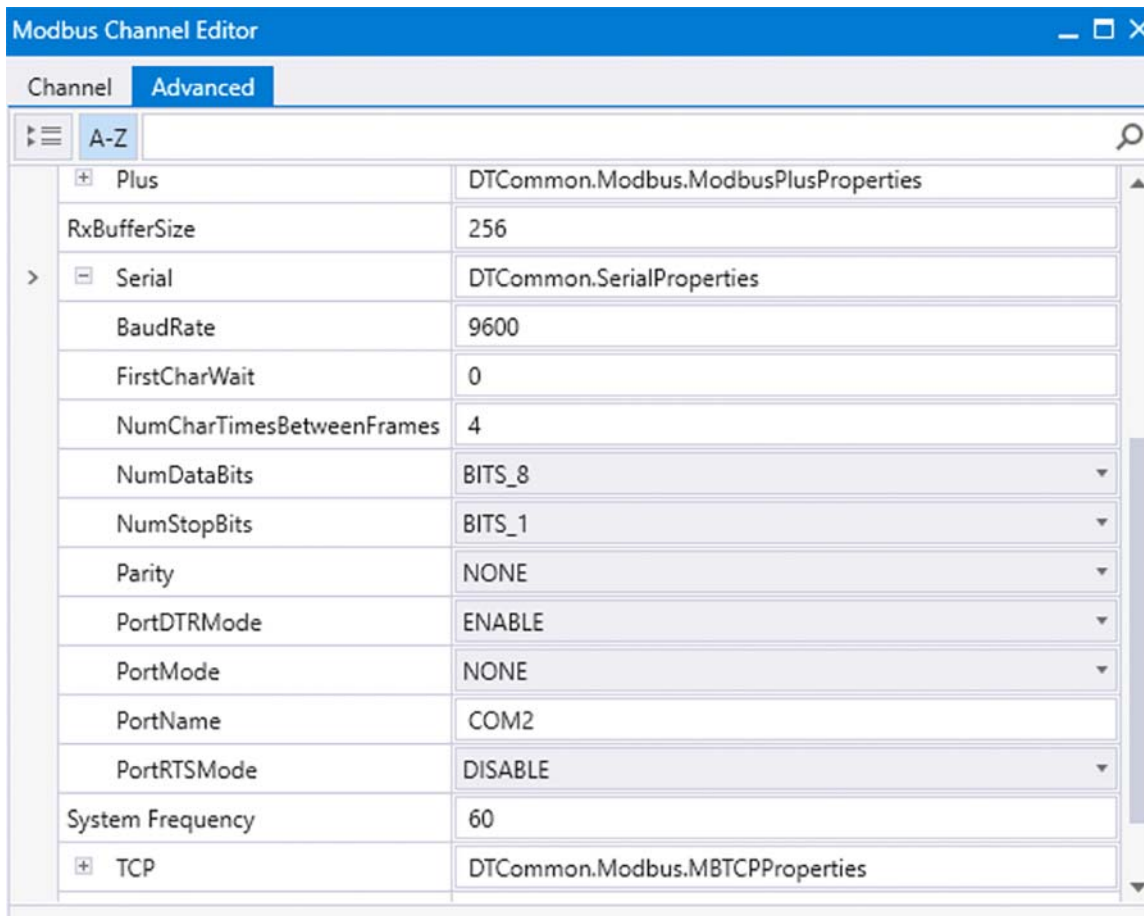 Modbus Channel Editor
Channel Advanced
A-Z
Plus DTCommon.Modbus.ModbusPlusProperties
RxBufferSize 256
Serial DTCommon.SerialProperties
BaudRate 9600
FirstCharWait 0
NumCharTimesBetweenFrames 4
NumDataBits BITS_8
NumStopBits BITS_1
Parity NONE
PortDTRMode ENABLE
PortMode NONE
PortName COM2
PortRTSMode DISABLE
System Frequency 60
TCP DTCommon.Modbus.MBTCPProperties